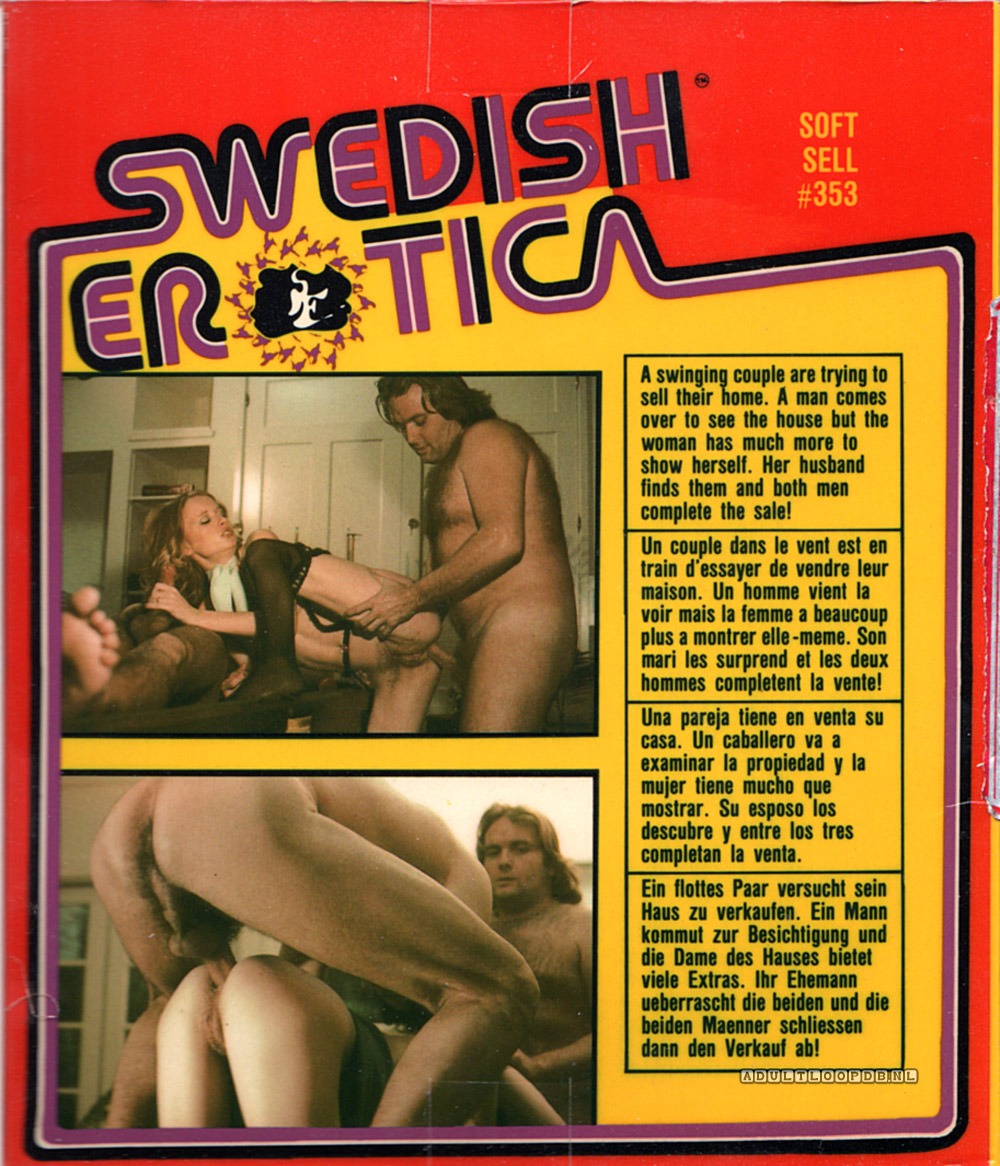 SWEDISH™
EROTICA
SOFT
SELL
#353
A swinging couple are trying to
sell their home. A man comes
over to see the house but the
woman has much more to
show herself. Her husband
finds them and both men
complete the sale!
Un couple dans le vent est en
train d'essayer de vendre leur
maison. Un homme vient la
voir mais la femme a beaucoup
plus a montrer elle-meme. Son
mari les surprend et les deux
hommes completent la vente!
Una pareja tiene en venta su
casa. Un caballero va a
examinar la propiedad y la
mujer tiene mucho que
mostrar. Su esposo los
descubre y entre los tres
completan la venta.
Ein flottes Paar versucht sein
Haus zu verkaufen. Ein Mann
kommut zur Besichtigung und
die Dame des Hauses bietet
viele Extras. Ihr Ehemann
ueberrascht die beiden und die
beiden Maenner schliessen
dann den Verkauf ab!
ADULTLOOPDB.NL